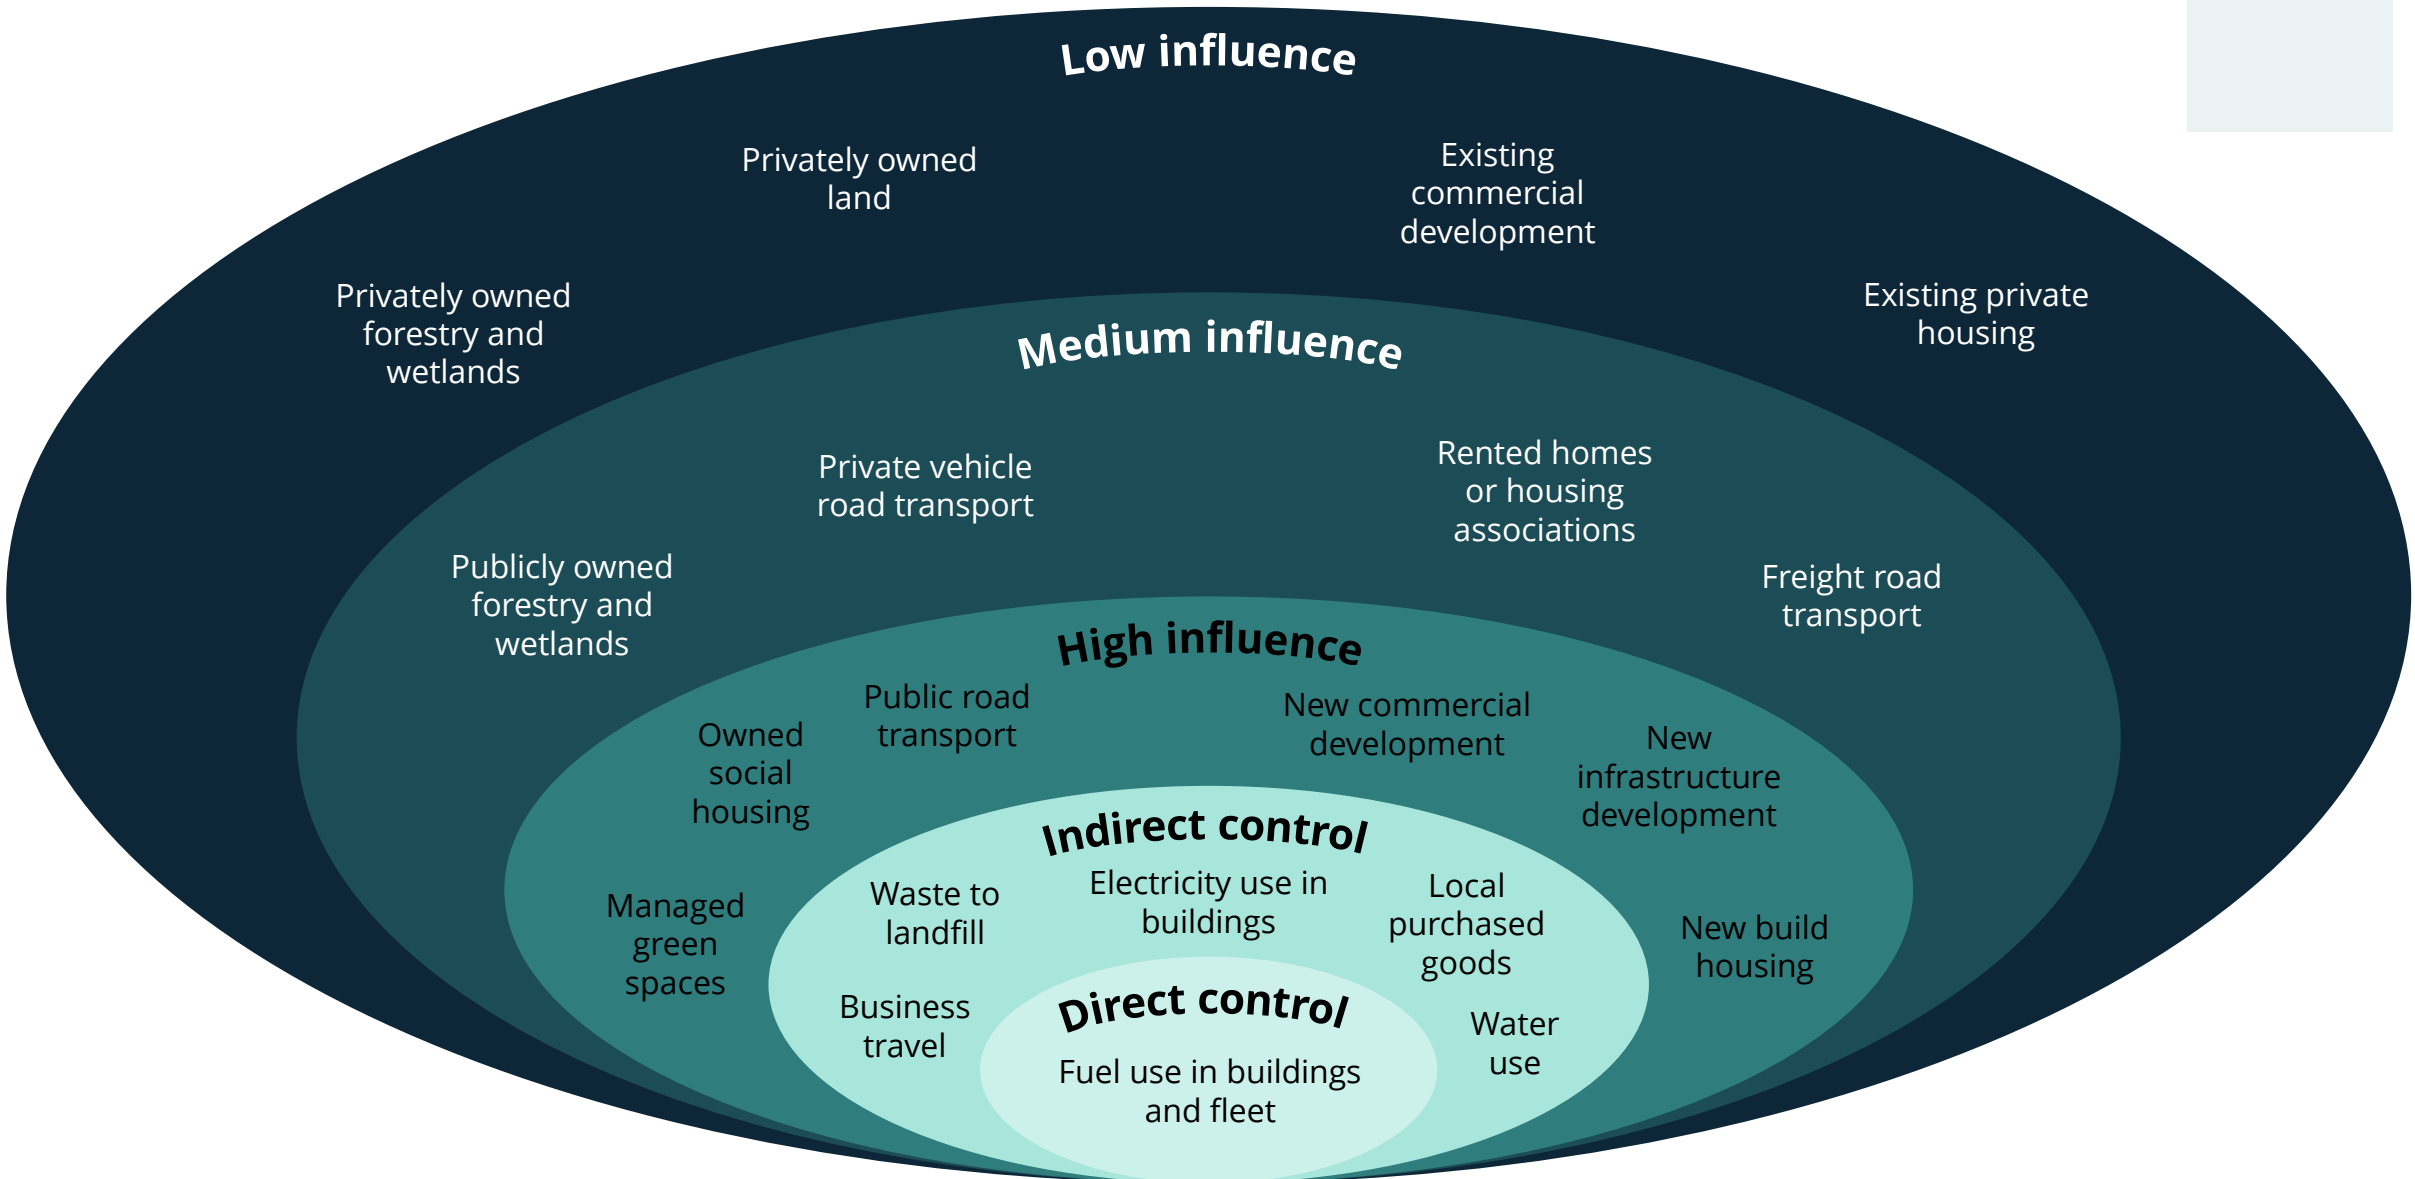 Low influence
Privately owned
land
Existing
commercial
development
Privately owned
forestry and
wetlands
Existing private
housing
Medium influence
Private vehicle
road transport
Rented homes
or housing
associations
Publicly owned
forestry and
wetlands
Freight road
transport
High influence
Owned
social
housing
Public road
transport
New commercial
development
New
infrastructure
development
Managed
green
spaces
New build
housing
Indirect control
Waste to
landfill
Electricity use in
buildings
Local
purchased
goods
Business
travel
Water
use
Direct control
Fuel use in buildings
and fleet